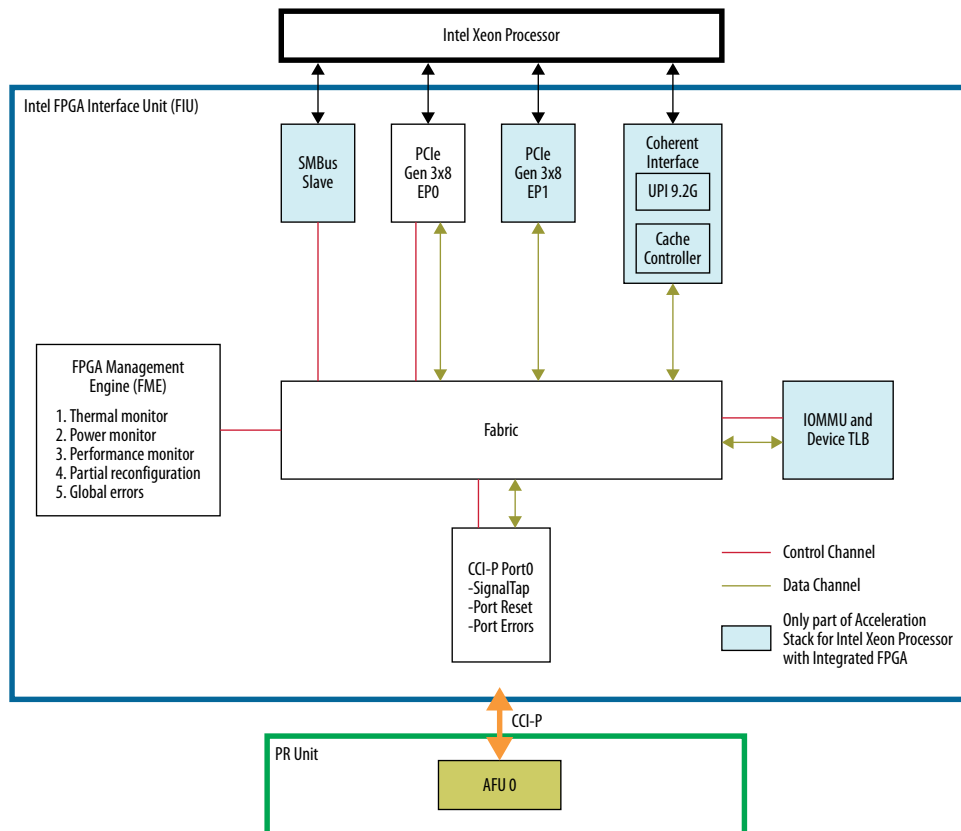 Intel Xeon Processor
Intel FPGA Interface Unit (FIU)
SMBus
Slave
PCIe
Gen 3x8
EP0
PCIe
Gen 3x8
EP1
Coherent
Interface
UPI 9.2G
Cache
Controller
FPGA Management
Engine (FME)
1. Thermal monitor
2. Power monitor
3. Performance monitor
4. Partial reconfiguration
5. Global errors
Fabric
IOMMU and
Device TLB
CCI-P Port0
-SignalTap
-Port Reset
-Port Errors
Control Channel
Data Channel
Only part of Acceleration
Stack for Intel Xeon Processor
with Integrated FPGA
CCI-P
PR Unit
AFU 0